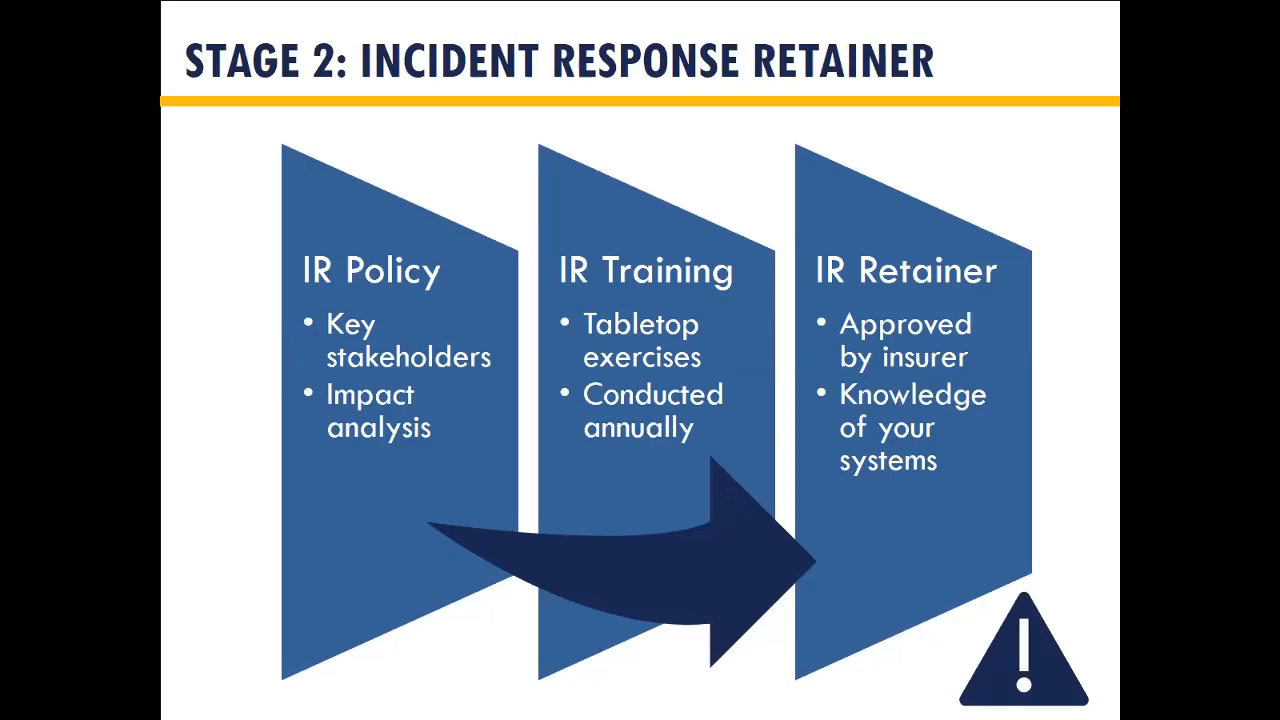 STAGE 2: INCIDENT RESPONSE RETAINER
IR Policy
• Key
stakeholders
• Impact
analysis
IR Training
• Tabletop
exercises
• Conducted
annually
IR Retainer
• Approved
by insurer
• Knowledge
of your
systems